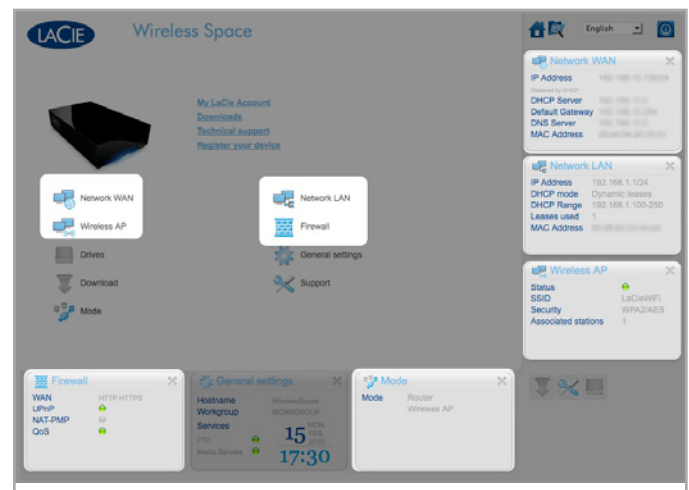 LACIE
Wireless Space
English
My LaCie Account
Downloads
Technical support
Register your device
Network WAN
Wireless AP
Drives
Download
Mode
Network LAN
Firewall
General settings
Support
Network WAN
IP Address
Obtained by DHCP
DHCP Server
Default Gateway
DNS Server
MAC Address
Network LAN
IP Address 192.168.1.1/24
DHCP mode Dynamic leases
DHCP Range 192.168.1.100-250
Leases used 1
MAC Address
Wireless AP
Status
SSID LaCieWiFi
Security WPA2/AES
Associated stations 1
Firewall
WAN HTTP HTTPS
UPnP
NAT-PMP
QoS
General settings
Hostname WirelessSpace
Workgroup WORKGROUP
Services
FTP
Media Servers
15 MON
FEB
2010
17:30
Mode
Mode Router
Wireless AP